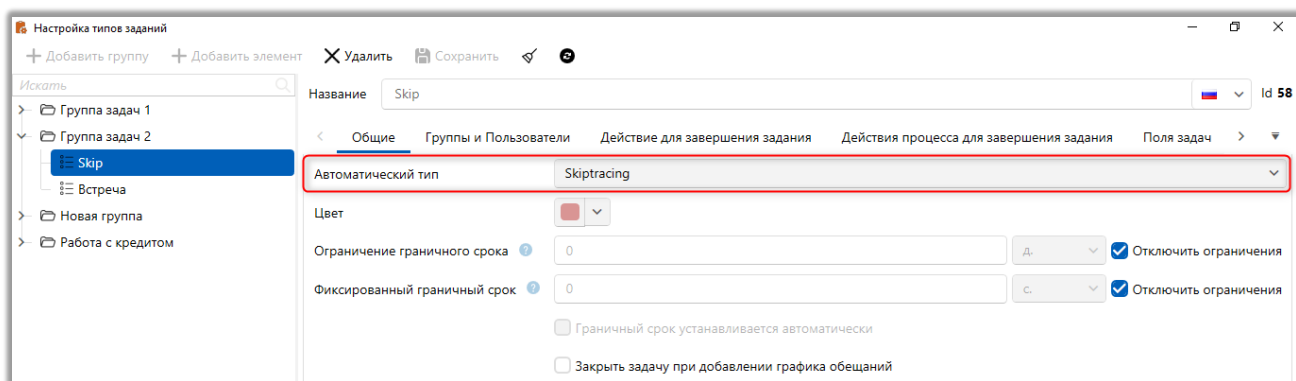 Настройка типов заданий
Добавить группу Добавить элемент Удалить Сохранить
Искать
Группа задач 1
Группа задач 2
Skip
Встреча
Новая группа
Работа с кредитом
Название Skip Id 58
Общие Группы и Пользователи Действие для завершения задания Действия процесса для завершения задания Поля задач
Автоматический тип Skiptracing
Цвет
Ограничение граничного срока ? 0 д. Отключить ограничения
Фиксированный граничный срок ? 0 с. Отключить ограничения
Граничный срок устанавливается автоматически
Закрыть задачу при добавлении графика обещаний